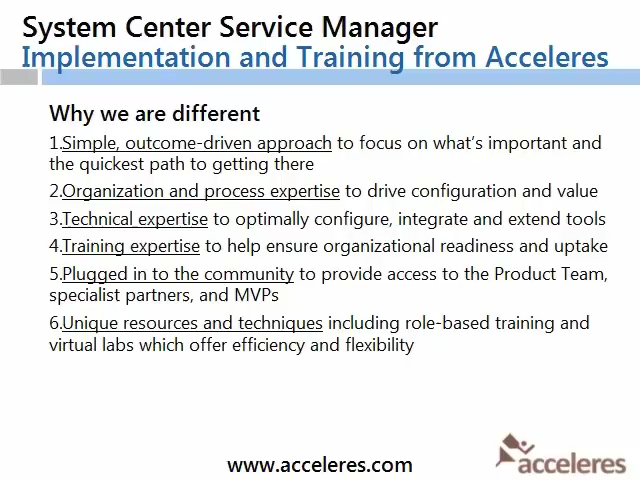 System Center Service Manager
Implementation and Training from Acceleres
Why we are different
1.Simple, outcome-driven approach to focus on what's important and
the quickest path to getting there
2.Organization and process expertise to drive configuration and value
3.Technical expertise to optimally configure, integrate and extend tools
4.Training expertise to help ensure organizational readiness and uptake
5.Plugged in to the community to provide access to the Product Team,
specialist partners, and MVPs
6.Unique resources and techniques including role-based training and
virtual labs which offer efficiency and flexibility
www.acceleres.com
acceleres